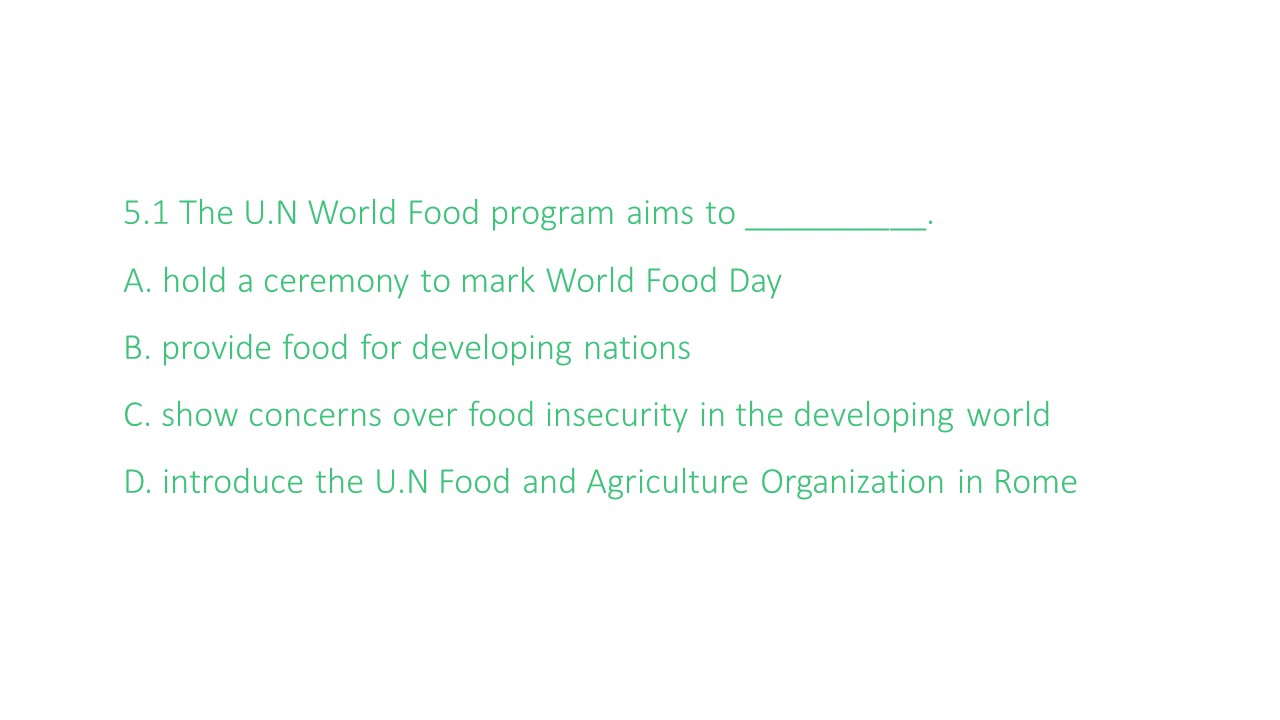 5.1 The U.N World Food program aims to __________.
A. hold a ceremony to mark World Food Day
B. provide food for developing nations
C. show concerns over food insecurity in the developing world
D. introduce the U.N Food and Agriculture Organization in Rome